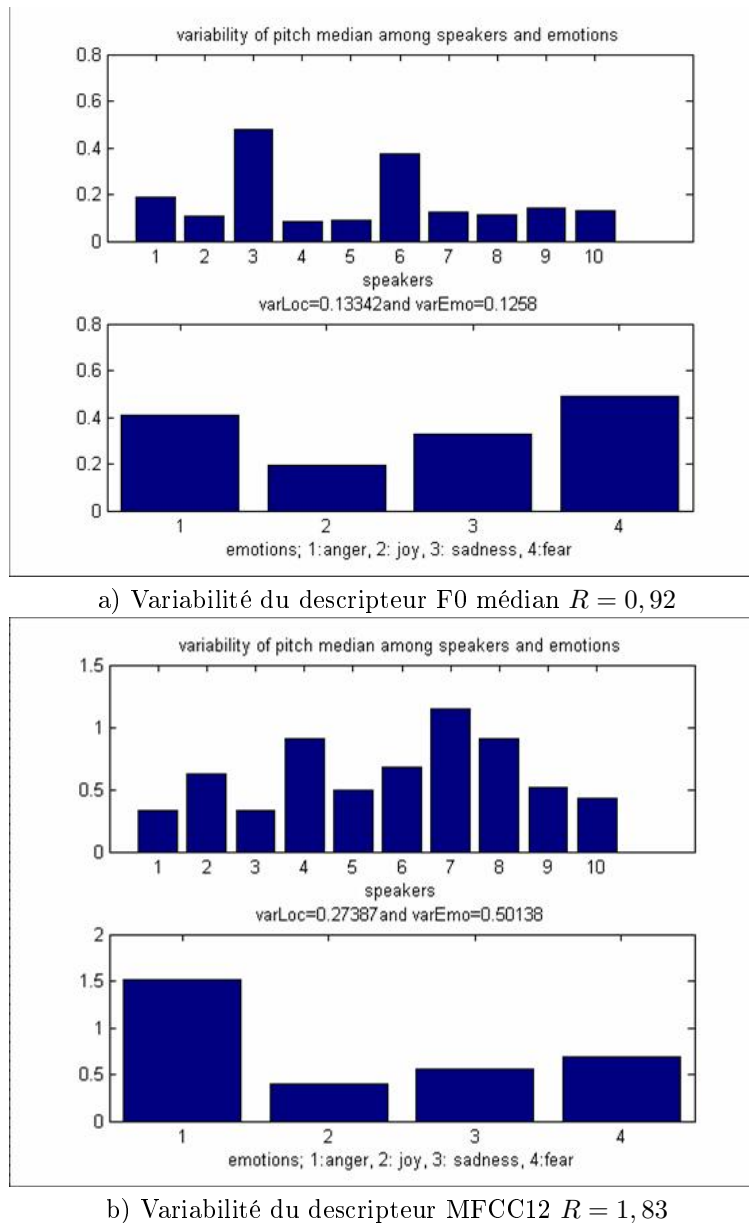 variability of pitch median among speakers and emotions
0.8
0.6
0.4
0.2
0
1 2 3 4 5 6 7 8 9 10
speakers
varLoc=0.13342and varEmo=0.1258
0.8
0.6
0.4
0.2
0
1 2 3 4
emotions; 1:anger, 2: joy, 3: sadness, 4:fear
a) Variabilité du descripteur F0 médian R = 0, 92
variability of pitch median among speakers and emotions
1.5
1
0.5
0
1 2 3 4 5 6 7 8 9 10
speakers
varLoc=0.27387and varEmo=0.50138
2
1.5
1
0.5
0
1 2 3 4
emotions; 1:anger, 2: joy, 3: sadness, 4:fear
b) Variabilité du descripteur MFCC12 R = 1, 83